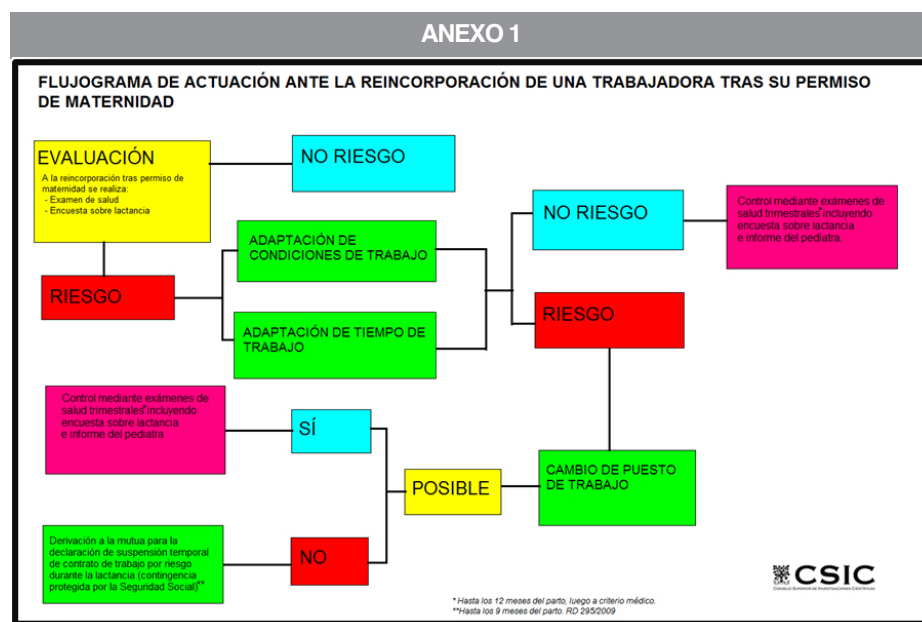 ANEXO 1
FLUJOGRAMA DE ACTUACIÓN ANTE LA REINCORPORACIÓN DE UNA TRABAJADORA TRAS SU PERMISO
DE MATERNIDAD
EVALUACIÓN
A la reincorporación tras permiso de
maternidad se realiza:
- Examen de salud
- Encuesta sobre lactancia
NO RIESGO
RIESGO
ADAPTACIÓN DE
CONDICIONES DE TRABAJO
ADAPTACIÓN DE TIEMPO DE
TRABAJO
NO RIESGO
Control mediante exámenes de
salud trimestrales*incluyendo
encuesta sobre lactancia
e informe del pediatra.
RIESGO
CAMBIO DE PUESTO
DE TRABAJO
POSIBLE
SÍ
Control mediante exámenes de
salud trimestrales*incluyendo
encuesta sobre lactancia
e informe del pediatra
NO
Derivación a la mutua para la
declaración de suspensión temporal
de contrato de trabajo por riesgo
durante la lactancia (contingencia
protegida por la Seguridad Social)**
* Hasta los 12 meses del parto, luego a criterio médico.
**Hasta los 9 meses del parto. RD 295/2009
CSIC
CONSEJO SUPERIOR DE INVESTIGACIONES CIENTÍFICAS